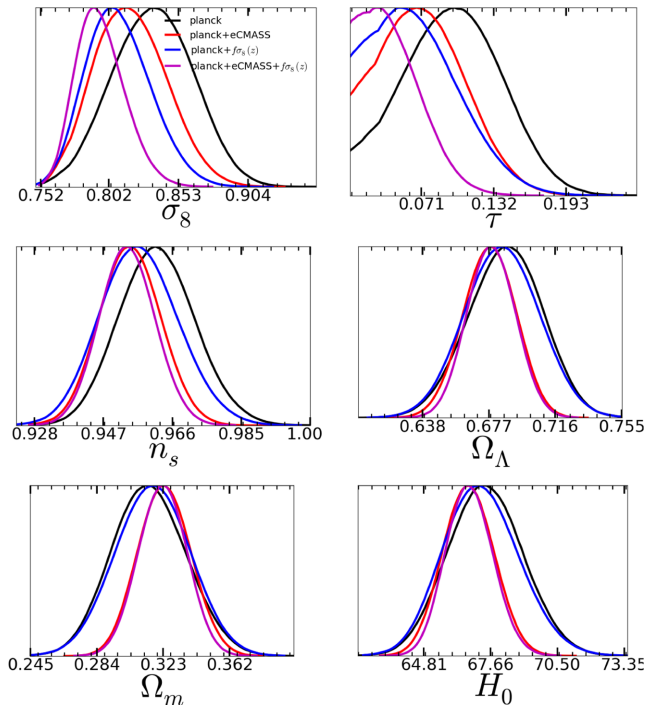 planck
planck+eCMASS
planck+fσ₈(z)
planck+eCMASS+fσ₈(z)
0.752 0.802 0.853 0.904
σ₈
0.071 0.132 0.193
τ
0.928 0.947 0.966 0.985 1.00
n_s
0.638 0.677 0.716 0.755
Ω_Λ
0.245 0.284 0.323 0.362
Ω_m
64.81 67.66 70.50 73.35
H₀